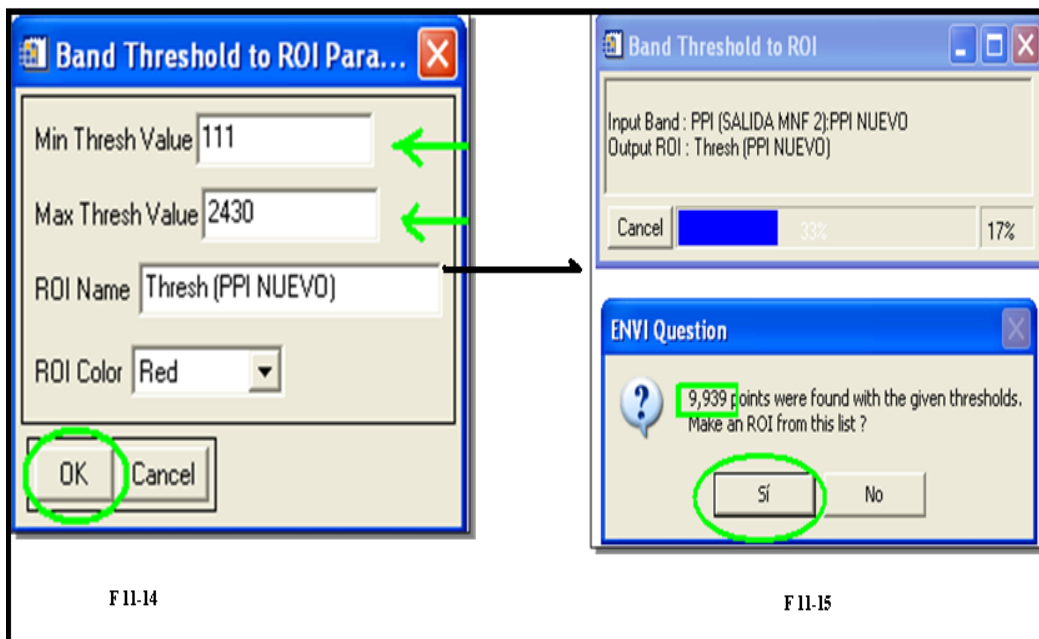 Band Threshold to ROI Para...
Min Thresh Value 111
Max Thresh Value 2430
ROI Name Thresh (PPI NUEVO)
ROI Color Red
OK Cancel
F 11-14
Band Threshold to ROI
Input Band : PPI (SALIDA MNF 2):PPI NUEVO
Output ROI : Thresh (PPI NUEVO)
Cancel 33% 17%
ENVI Question
9,939 points were found with the given thresholds.
Make an ROI from this list ?
Sí No
F 11-15